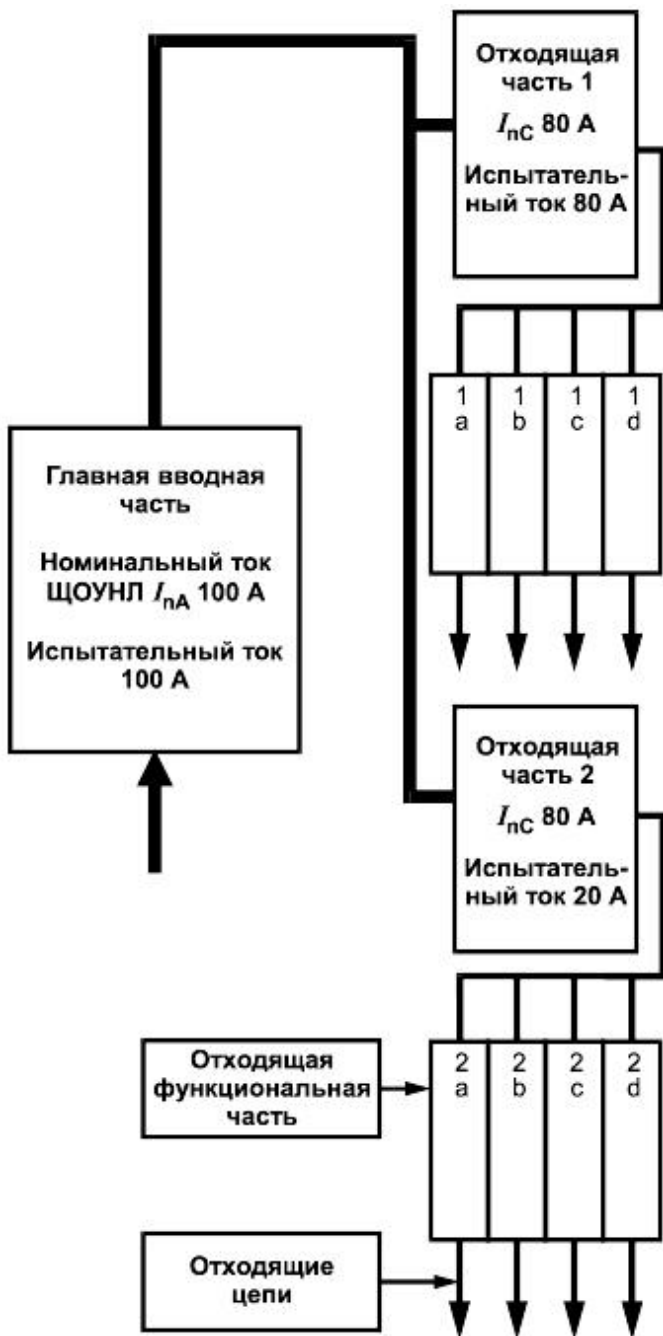 Отходящая
часть 1
InC 80 А
Испытатель-
ный ток 80 А
1 1 1 1
a b c d
Главная вводная
часть
Номинальный ток
ЩОУНЛ InA 100 А
Испытательный ток
100 А
Отходящая
часть 2
InC 80 А
Испытатель-
ный ток 20 А
2 2 2 2
a b c d
Отходящая
функциональная
часть
Отходящие
цепи